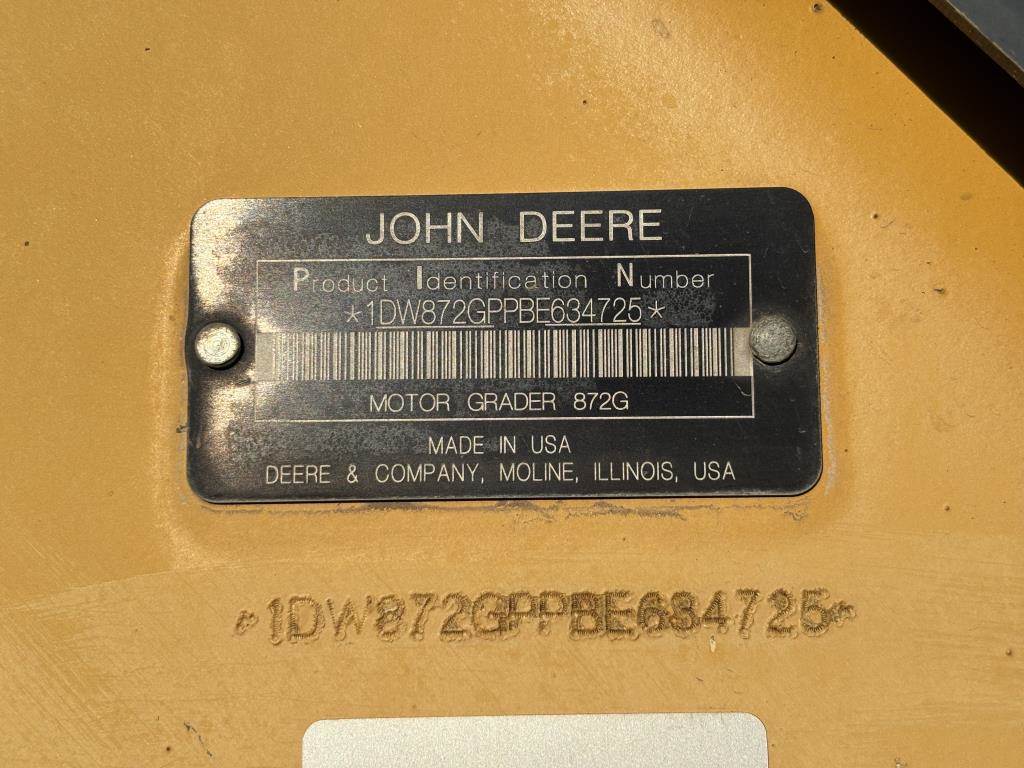 JOHN DEERE
Product Identification Number
*1DW872GPPBE634725*
MOTOR GRADER 872G
MADE IN USA
DEERE & COMPANY, MOLINE, ILLINOIS, USA
*1DW872GPPBE634725*